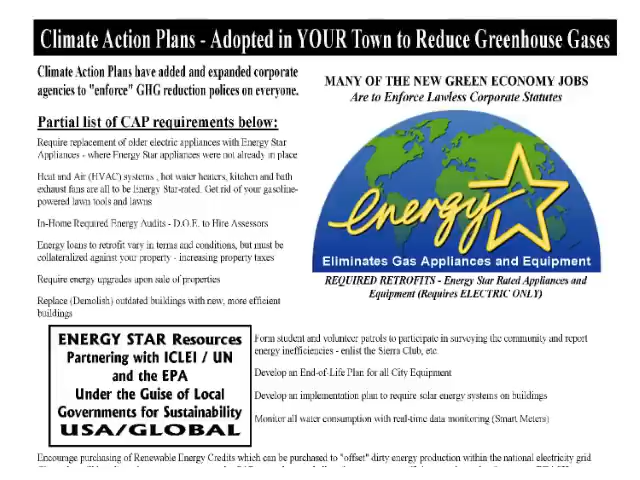 Climate Action Plans - Adopted in YOUR Town to Reduce Greenhouse Gases
Climate Action Plans have added and expanded corporate
agencies to "enforce" GHG reduction polices on everyone.
Partial list of CAP requirements below:
Require replacement of older electric appliances with Energy Star
Appliances - where Energy Star appliances were not already in place
Heat and Air (HVAC) systems , hot water heaters, kitchen and bath
exhaust fans are all to be Energy Star-rated. Get rid of your gasoline-
powered lawn tools and lawns
In-Home Required Energy Audits - D.O.E. to Hire Assessors
Energy loans to retrofit vary in terms and conditions, but must be
collateralized against your property - increasing property taxes
Require energy upgrades upon sale of properties
Replace (Demolish) outdated buildings with new, more efficient
buildings
MANY OF THE NEW GREEN ECONOMY JOBS
Are to Enforce Lawless Corporate Statutes
energy
Eliminates Gas Appliances and Equipment
REQUIRED RETROFITS - Energy Star Rated Appliances and
Equipment (Requires ELECTRIC ONLY)
ENERGY STAR Resources
Partnering with ICLEI / UN
and the EPA
Under the Guise of Local
Governments for Sustainability
USA/GLOBAL
Form student and volunteer patrols to participate in surveying the community and report
energy inefficiencies - enlist the Sierra Club, etc
Develop an End-of-Life Plan for all City Equipment
Develop an implementation plan to require solar energy systems on buildings
Monitor all water consumption with real-time data monitoring (Smart Meters)
Encourage purchasing of Renewable Energy Credits which can be purchased to "offset" dirty energy production within the national electricity grid